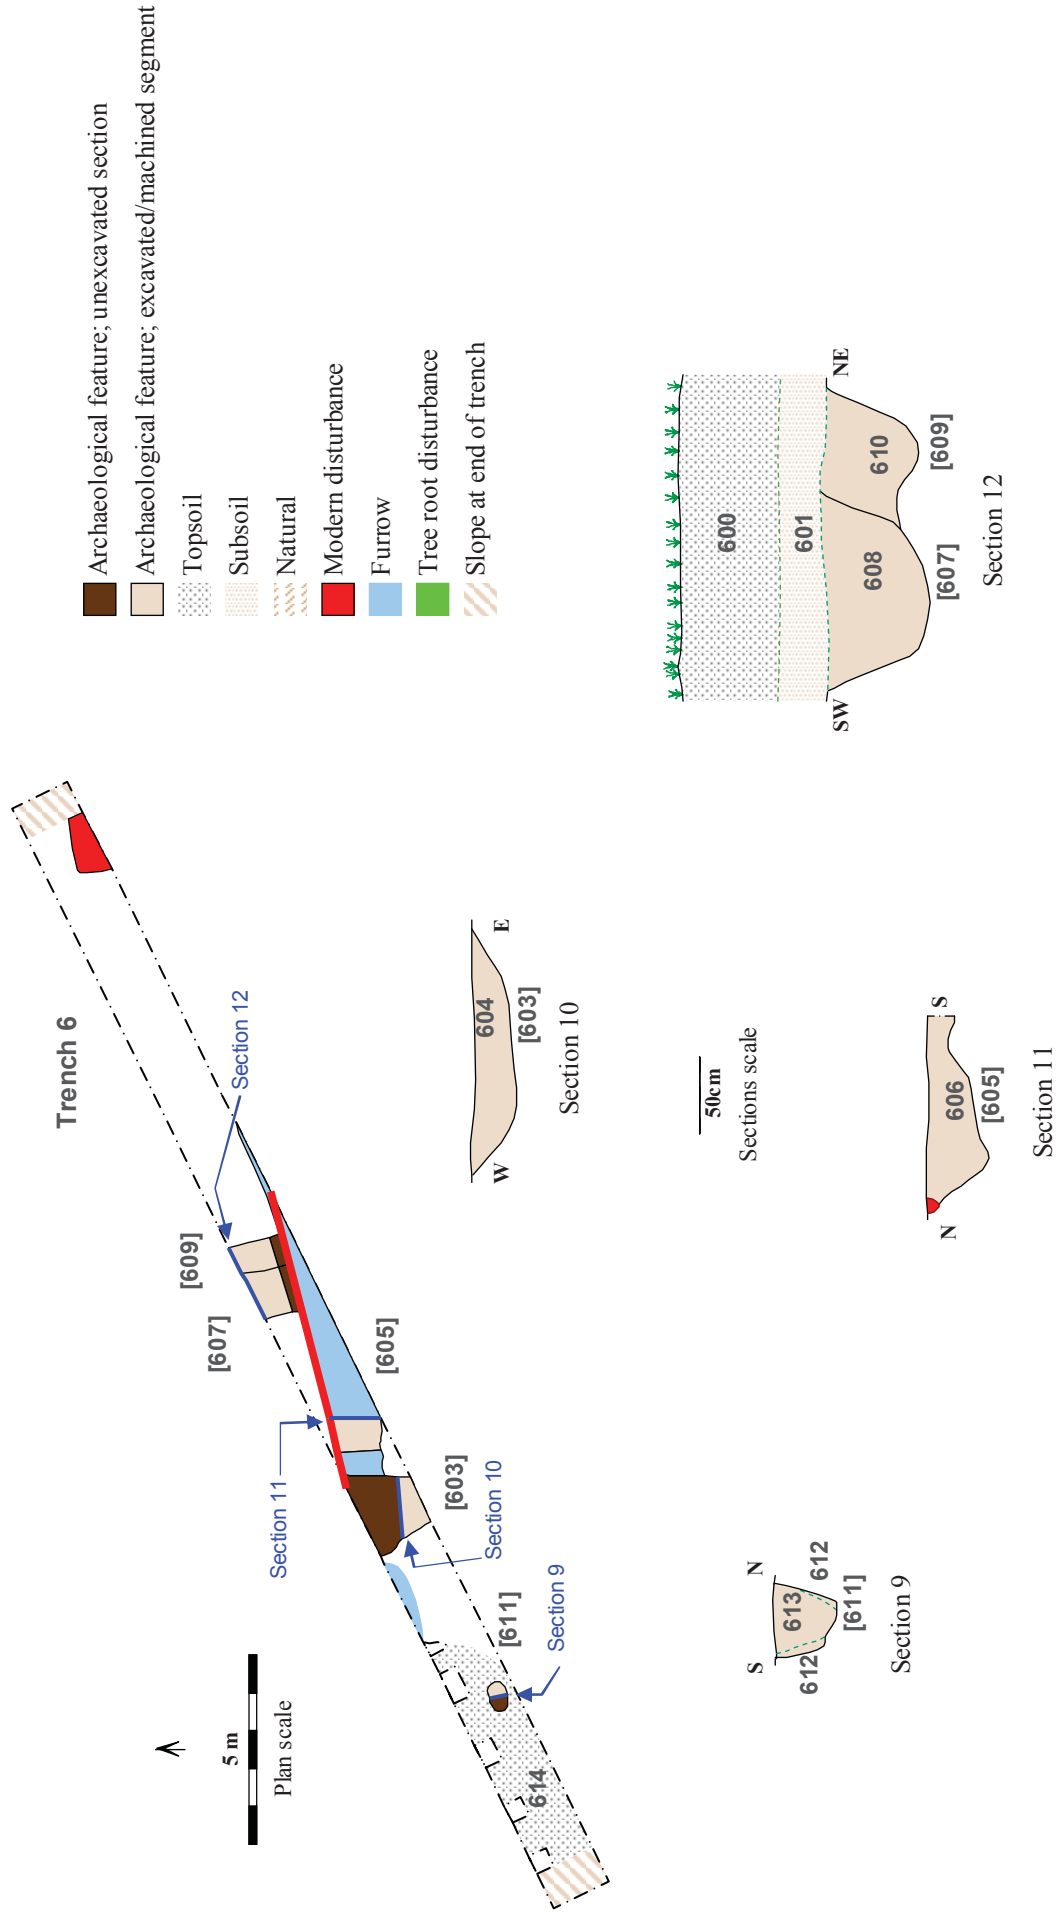 Trench 6
Section 12
[609]
[607]
Section 11
[605]
[603]
Section 10
[611]
Section 9
614
5 m
Plan scale
Archaeological feature; unexcavated section
Archaeological feature; excavated/machined segment
Topsoil
Subsoil
Natural
Modern disturbance
Furrow
Tree root disturbance
Slope at end of trench
W
E
604
[603]
Section 10
50cm
Sections scale
SW
NE
600
601
608
610
[607]
[609]
Section 12
S
N
613
612
612
[611]
Section 9
N
S
606
[605]
Section 11